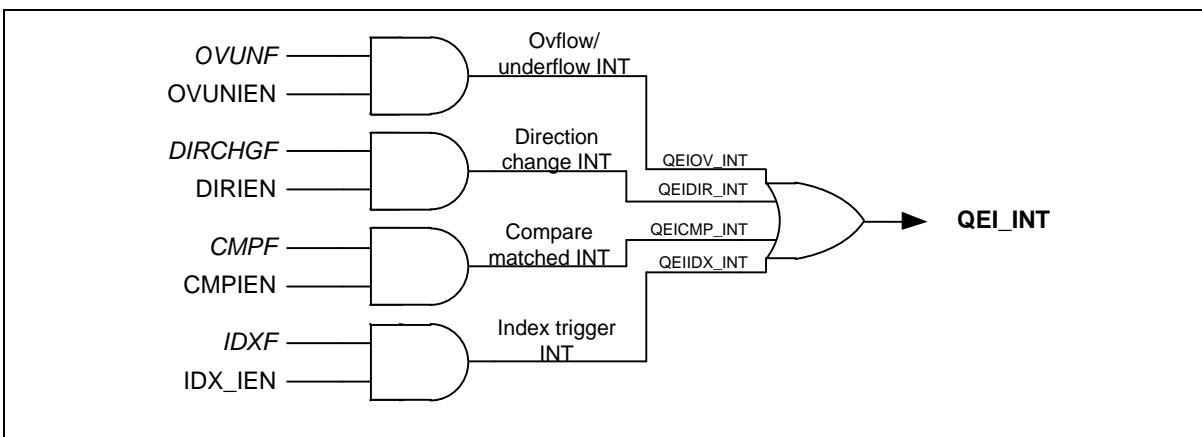 OVUNF
OVUNIEN
Ovflow/
underflow INT
DIRCHGF
DIRIEN
Direction
change INT
CMPF
CMPIEN
Compare
matched INT
IDXF
IDX_IEN
Index trigger
INT
QEIOV_INT
QEIDIR_INT
QEICMP_INT
QEIIDX_INT
QEI_INT